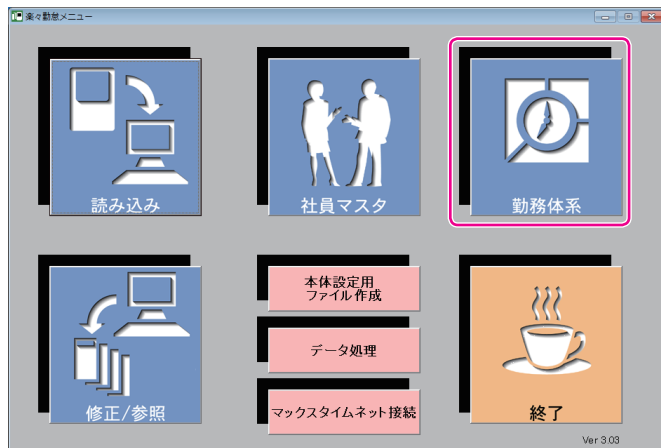 楽々勤怠メニュー
読み込み
社員マスタ
勤務体系
修正/参照
本体設定用
ファイル作成
データ処理
マックスタイムネット接続
終了
Ver 3.03